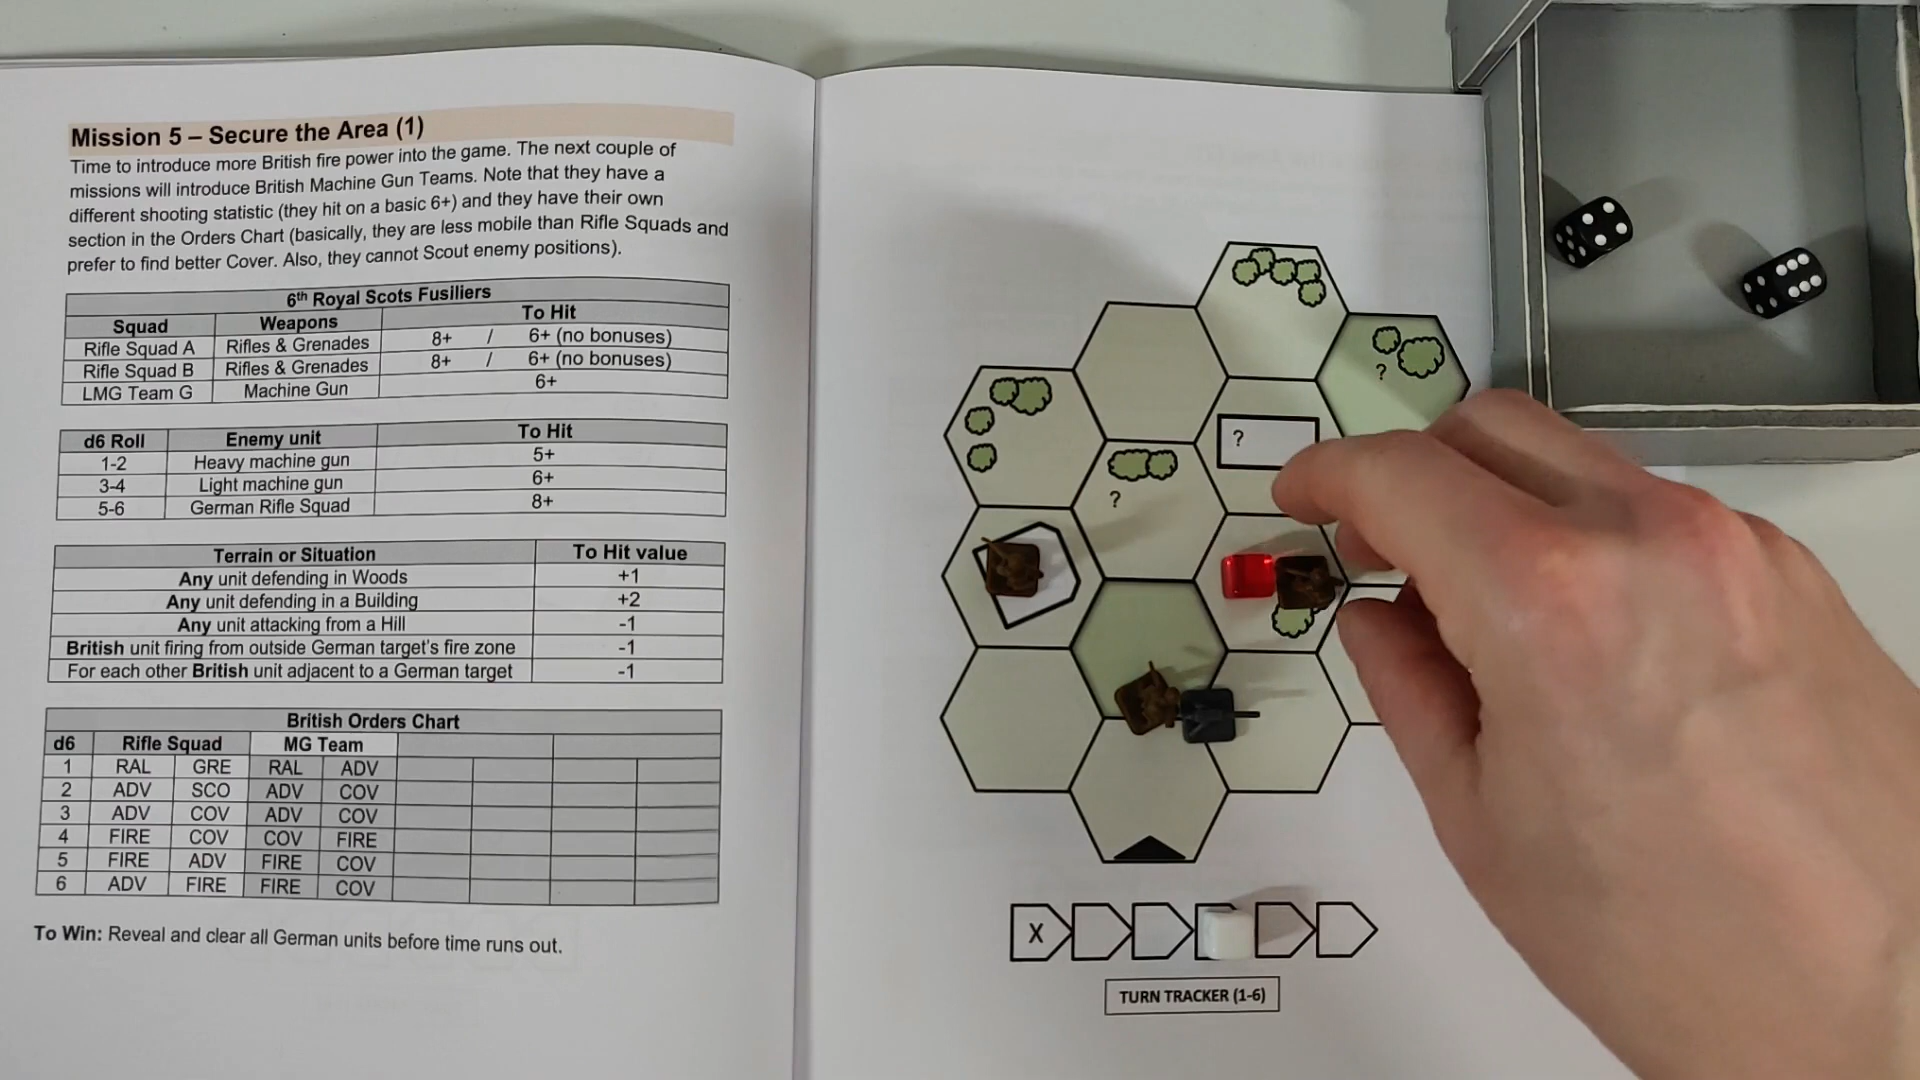 Mission 5 – Secure the Area (1)
Time to introduce more British fire power into the game. The next couple of
missions will introduce British Machine Gun Teams. Note that they have a
different shooting statistic (they hit on a basic 6+) and they have their own
section in the Orders Chart (basically, they are less mobile than Rifle Squads and
prefer to find better Cover. Also, they cannot Scout enemy positions).
6th Royal Scots Fusiliers
Squad Weapons To Hit
Rifle Squad A Rifles & Grenades 8+ / 6+ (no bonuses)
Rifle Squad B Rifles & Grenades 8+ / 6+ (no bonuses)
LMG Team G Machine Gun 6+
d6 Roll Enemy unit To Hit
1-2 Heavy machine gun 5+
3-4 Light machine gun 6+
5-6 German Rifle Squad 8+
Terrain or Situation To Hit value
Any unit defending in Woods +1
Any unit defending in a Building +2
Any unit attacking from a Hill -1
British unit firing from outside German target's fire zone -1
For each other British unit adjacent to a German target -1
British Orders Chart
d6 Rifle Squad MG Team
1 RAL GRE RAL ADV
2 ADV SCO ADV COV
3 ADV COV ADV COV
4 FIRE COV COV FIRE
5 FIRE ADV FIRE COV
6 ADV FIRE FIRE COV
To Win: Reveal and clear all German units before time runs out.
?
?
?
X
TURN TRACKER (1-6)